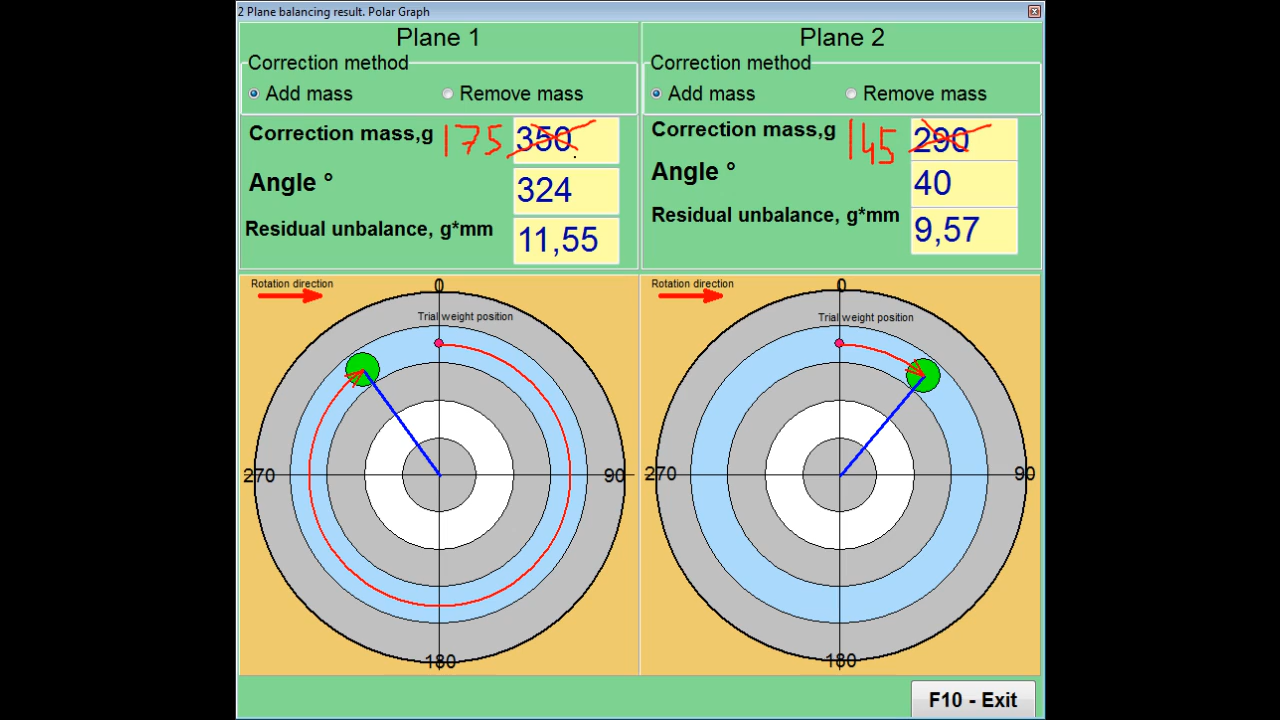 2 Plane balancing result. Polar Graph
Plane 1
Correction method
Add mass
Remove mass
Correction mass,g 175 350
Angle °
324
Residual unbalance, g*mm
11,55
Plane 2
Correction method
Add mass
Remove mass
Correction mass,g 145 290
Angle °
40
Residual unbalance, g*mm
9,57
Rotation direction
0
Trial weight position
270
90
180
Rotation direction
0
Trial weight position
270
90
180
F10 - Exit